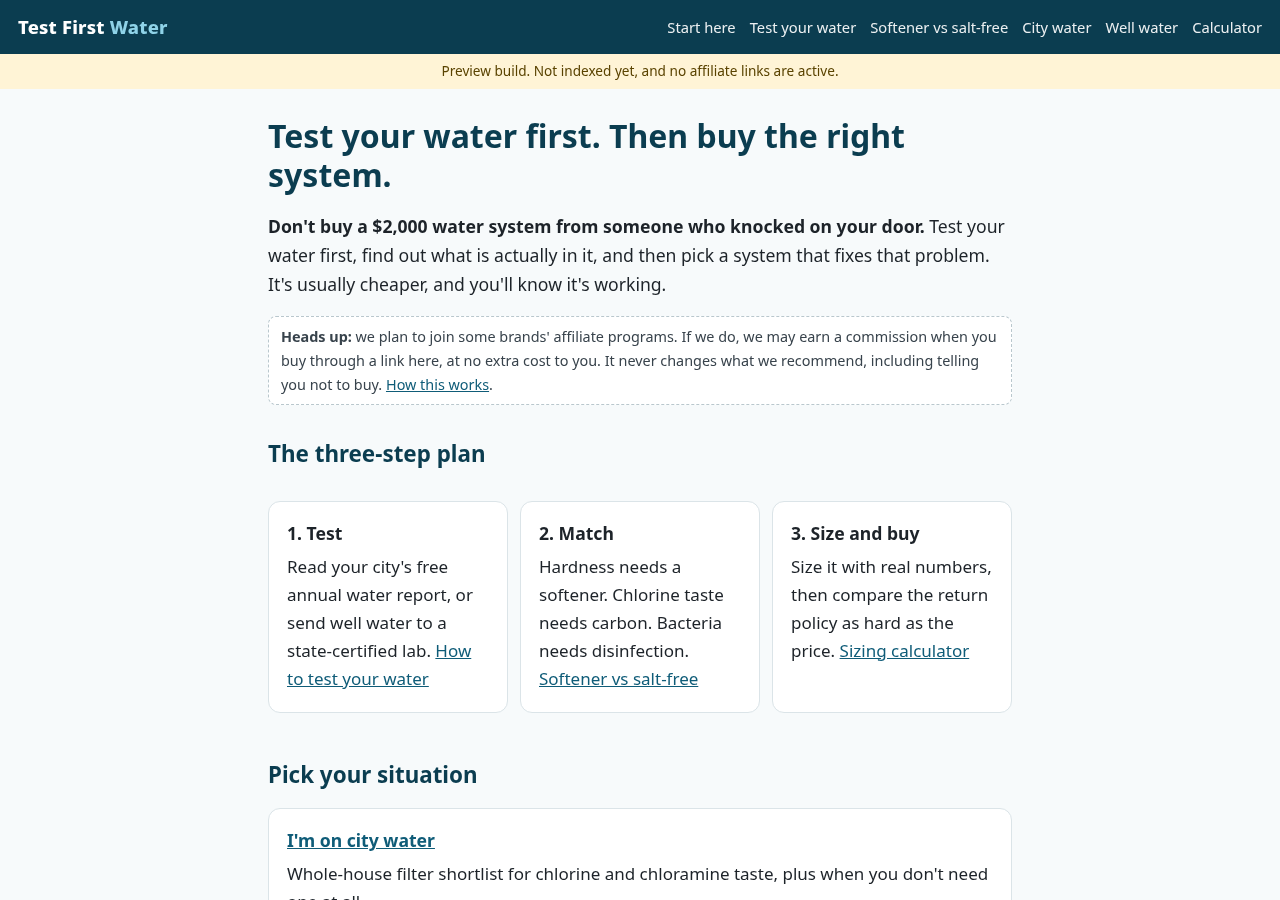 Test First Water
Start here Test your water Softener vs salt-free City water Well water Calculator
Preview build. Not indexed yet, and no affiliate links are active.
Test your water first. Then buy the right
system.
Don't buy a $2,000 water system from someone who knocked on your door. Test your
water first, find out what is actually in it, and then pick a system that fixes that problem.
It's usually cheaper, and you'll know it's working.
Heads up: we plan to join some brands' affiliate programs. If we do, we may earn a commission when you
buy through a link here, at no extra cost to you. It never changes what we recommend, including telling
you not to buy. How this works.
The three-step plan
1. Test
Read your city's free
annual water report, or
send well water to a
state-certified lab. How
to test your water
2. Match
Hardness needs a
softener. Chlorine taste
needs carbon. Bacteria
needs disinfection.
Softener vs salt-free
3. Size and buy
Size it with real numbers,
then compare the return
policy as hard as the
price. Sizing calculator
Pick your situation
I'm on city water
Whole-house filter shortlist for chlorine and chloramine taste, plus when you don't need
one at all.